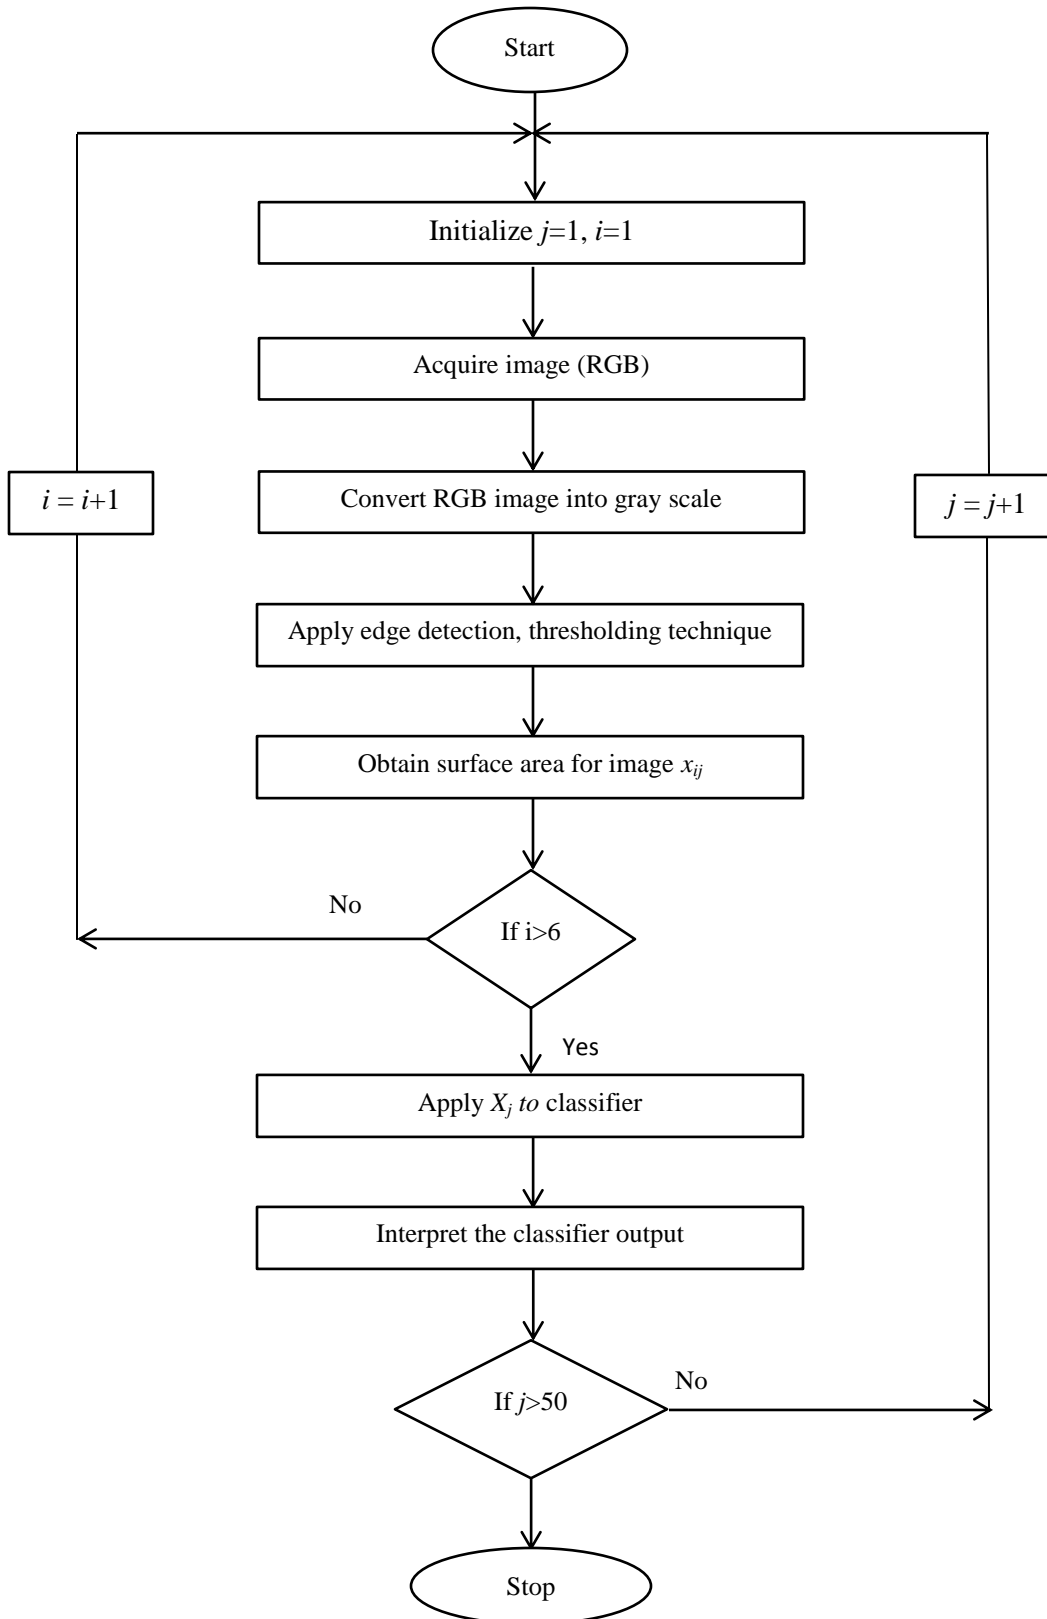 Start
Initialize j=1, i=1
Acquire image (RGB)
i = i+1
Convert RGB image into gray scale
j = j+1
Apply edge detection, thresholding technique
Obtain surface area for image xij
No
If i>6
Yes
Apply Xj to classifier
Interpret the classifier output
If j>50
No
Stop